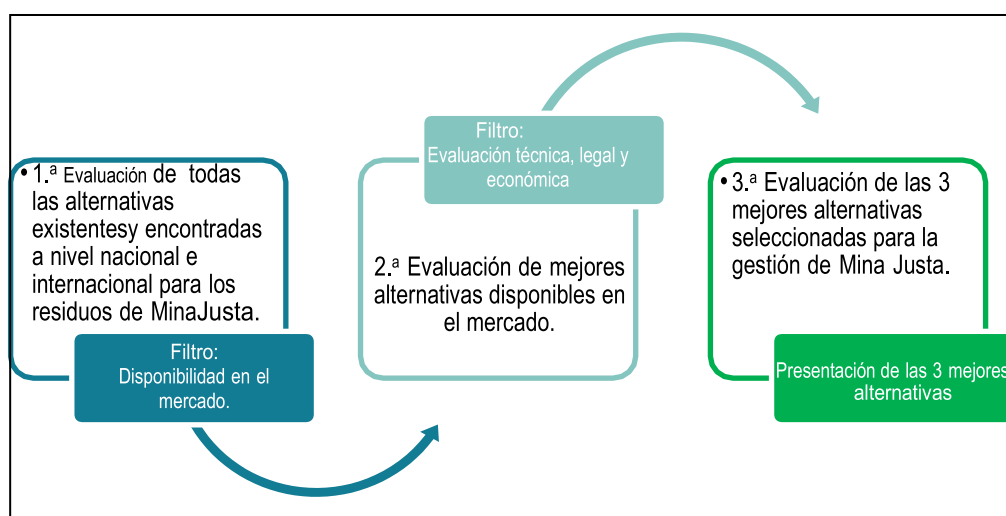 • 1.ª Evaluación de todas
las alternativas
existentesy encontradas
a nivel nacional e
internacional para los
residuos de MinaJusta.
Filtro:
Disponibilidad en el
mercado.
Filtro:
Evaluación técnica, legal y
económica
2.ª Evaluación de mejores
alternativas disponibles en
el mercado.
• 3.ª Evaluación de las 3
mejores alternativas
seleccionadas para la
gestión de Mina Justa.
Presentación de las 3 mejores
alternativas